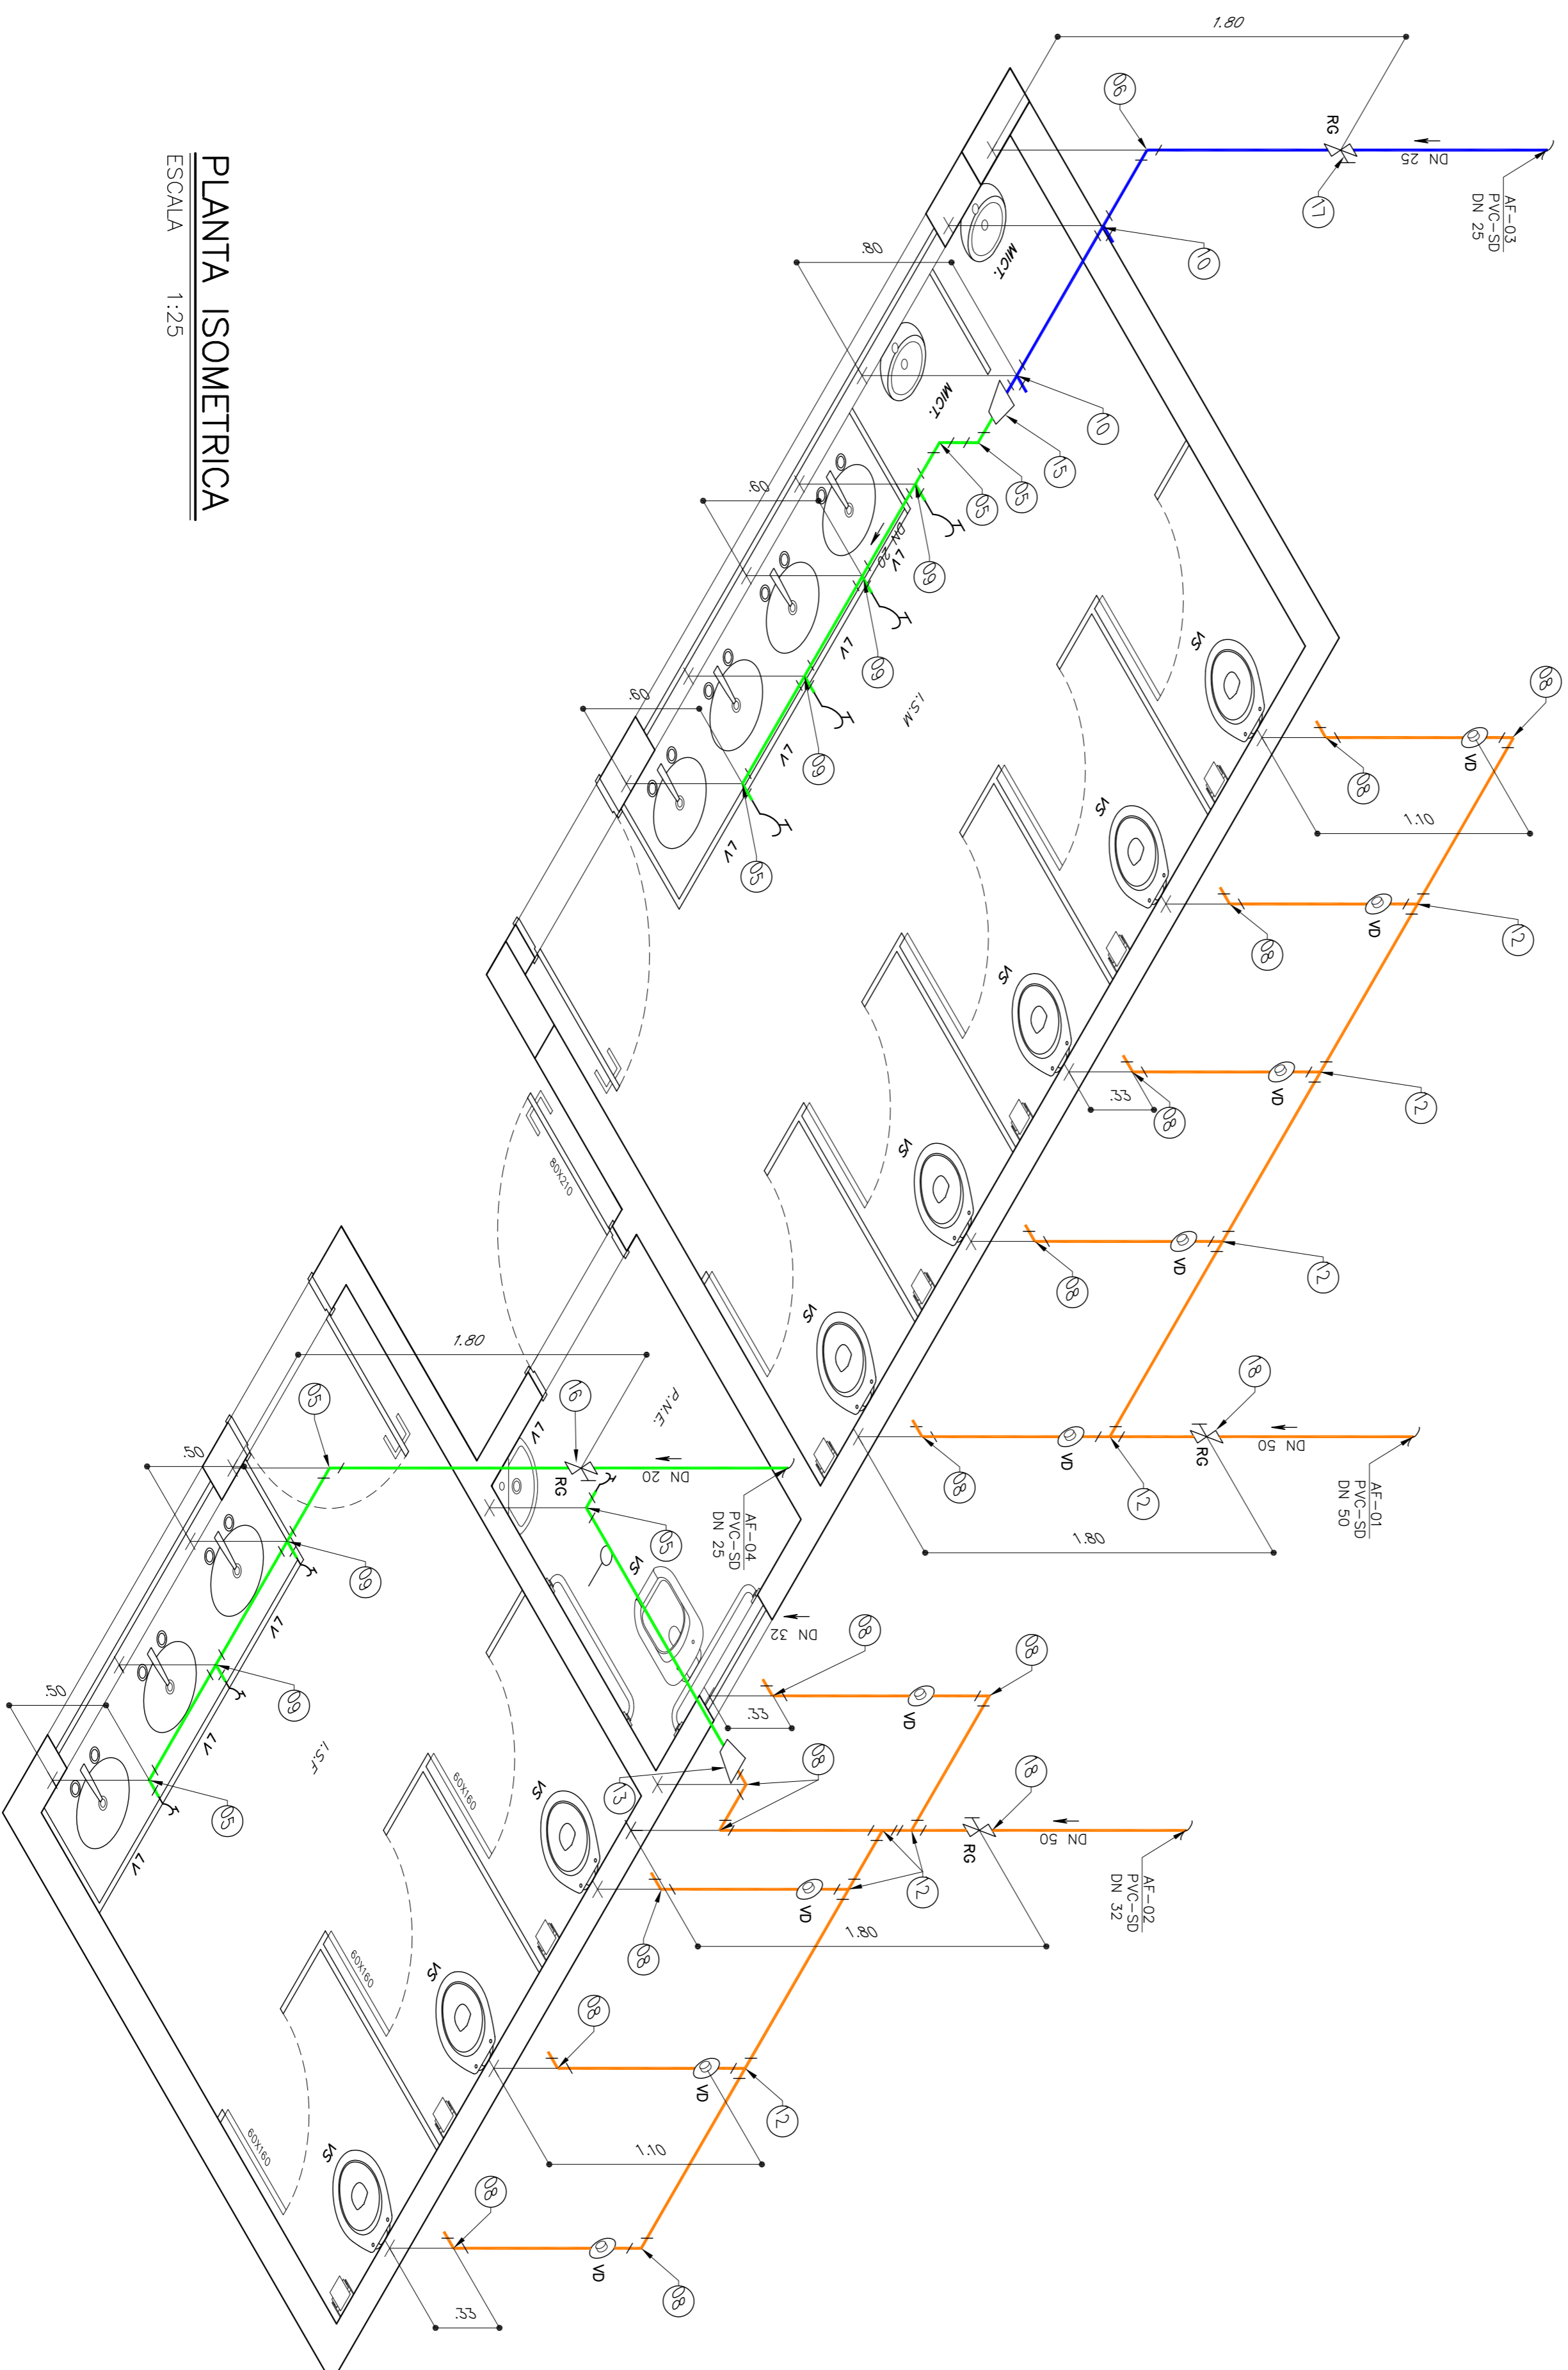 1.80
06
RG
DN 25
AF-03
PVC-SD
DN 25
17
10
MICT.
.80
MICT.
10
15
05
05
.60
DN 20
LV
09
LV
09
I.S.M
.60
LV
09
LV
05
VS
08
VD
08
1.10
VS
08
VD
12
VS
.33
08
VD
12
VS
08
VD
12
VS
08
VD
12
18
RG
DN 50
AF-01
PVC-SD
DN 50
1.80
80X210
1.80
P.N.E.
16
RG
LV
DN 20
AF-04
PVC-SD
DN 25
05
VS
05
.50
09
LV
09
LV
I.S.F
.50
05
LV
DN 32
08
08
VD
.33
08
13
18
RG
DN 50
AF-02
PVC-SD
DN 32
12
VD
08
1.80
60X160
VS
60X160
VS
08
VD
12
1.10
60X160
VS
08
VD
08
.33
PLANTA ISOMETRICA
ESCALA 1:25